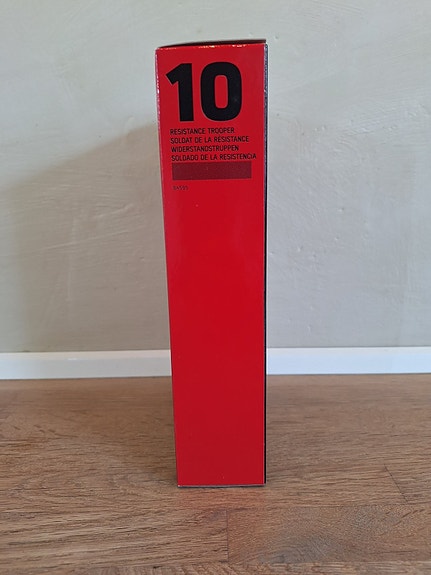 10
RESISTANCE TROOPER
SOLDAT DE LA RÉSISTANCE
WIDERSTANDSTRUPPEN
SOLDADO DE LA RESISTENCIA